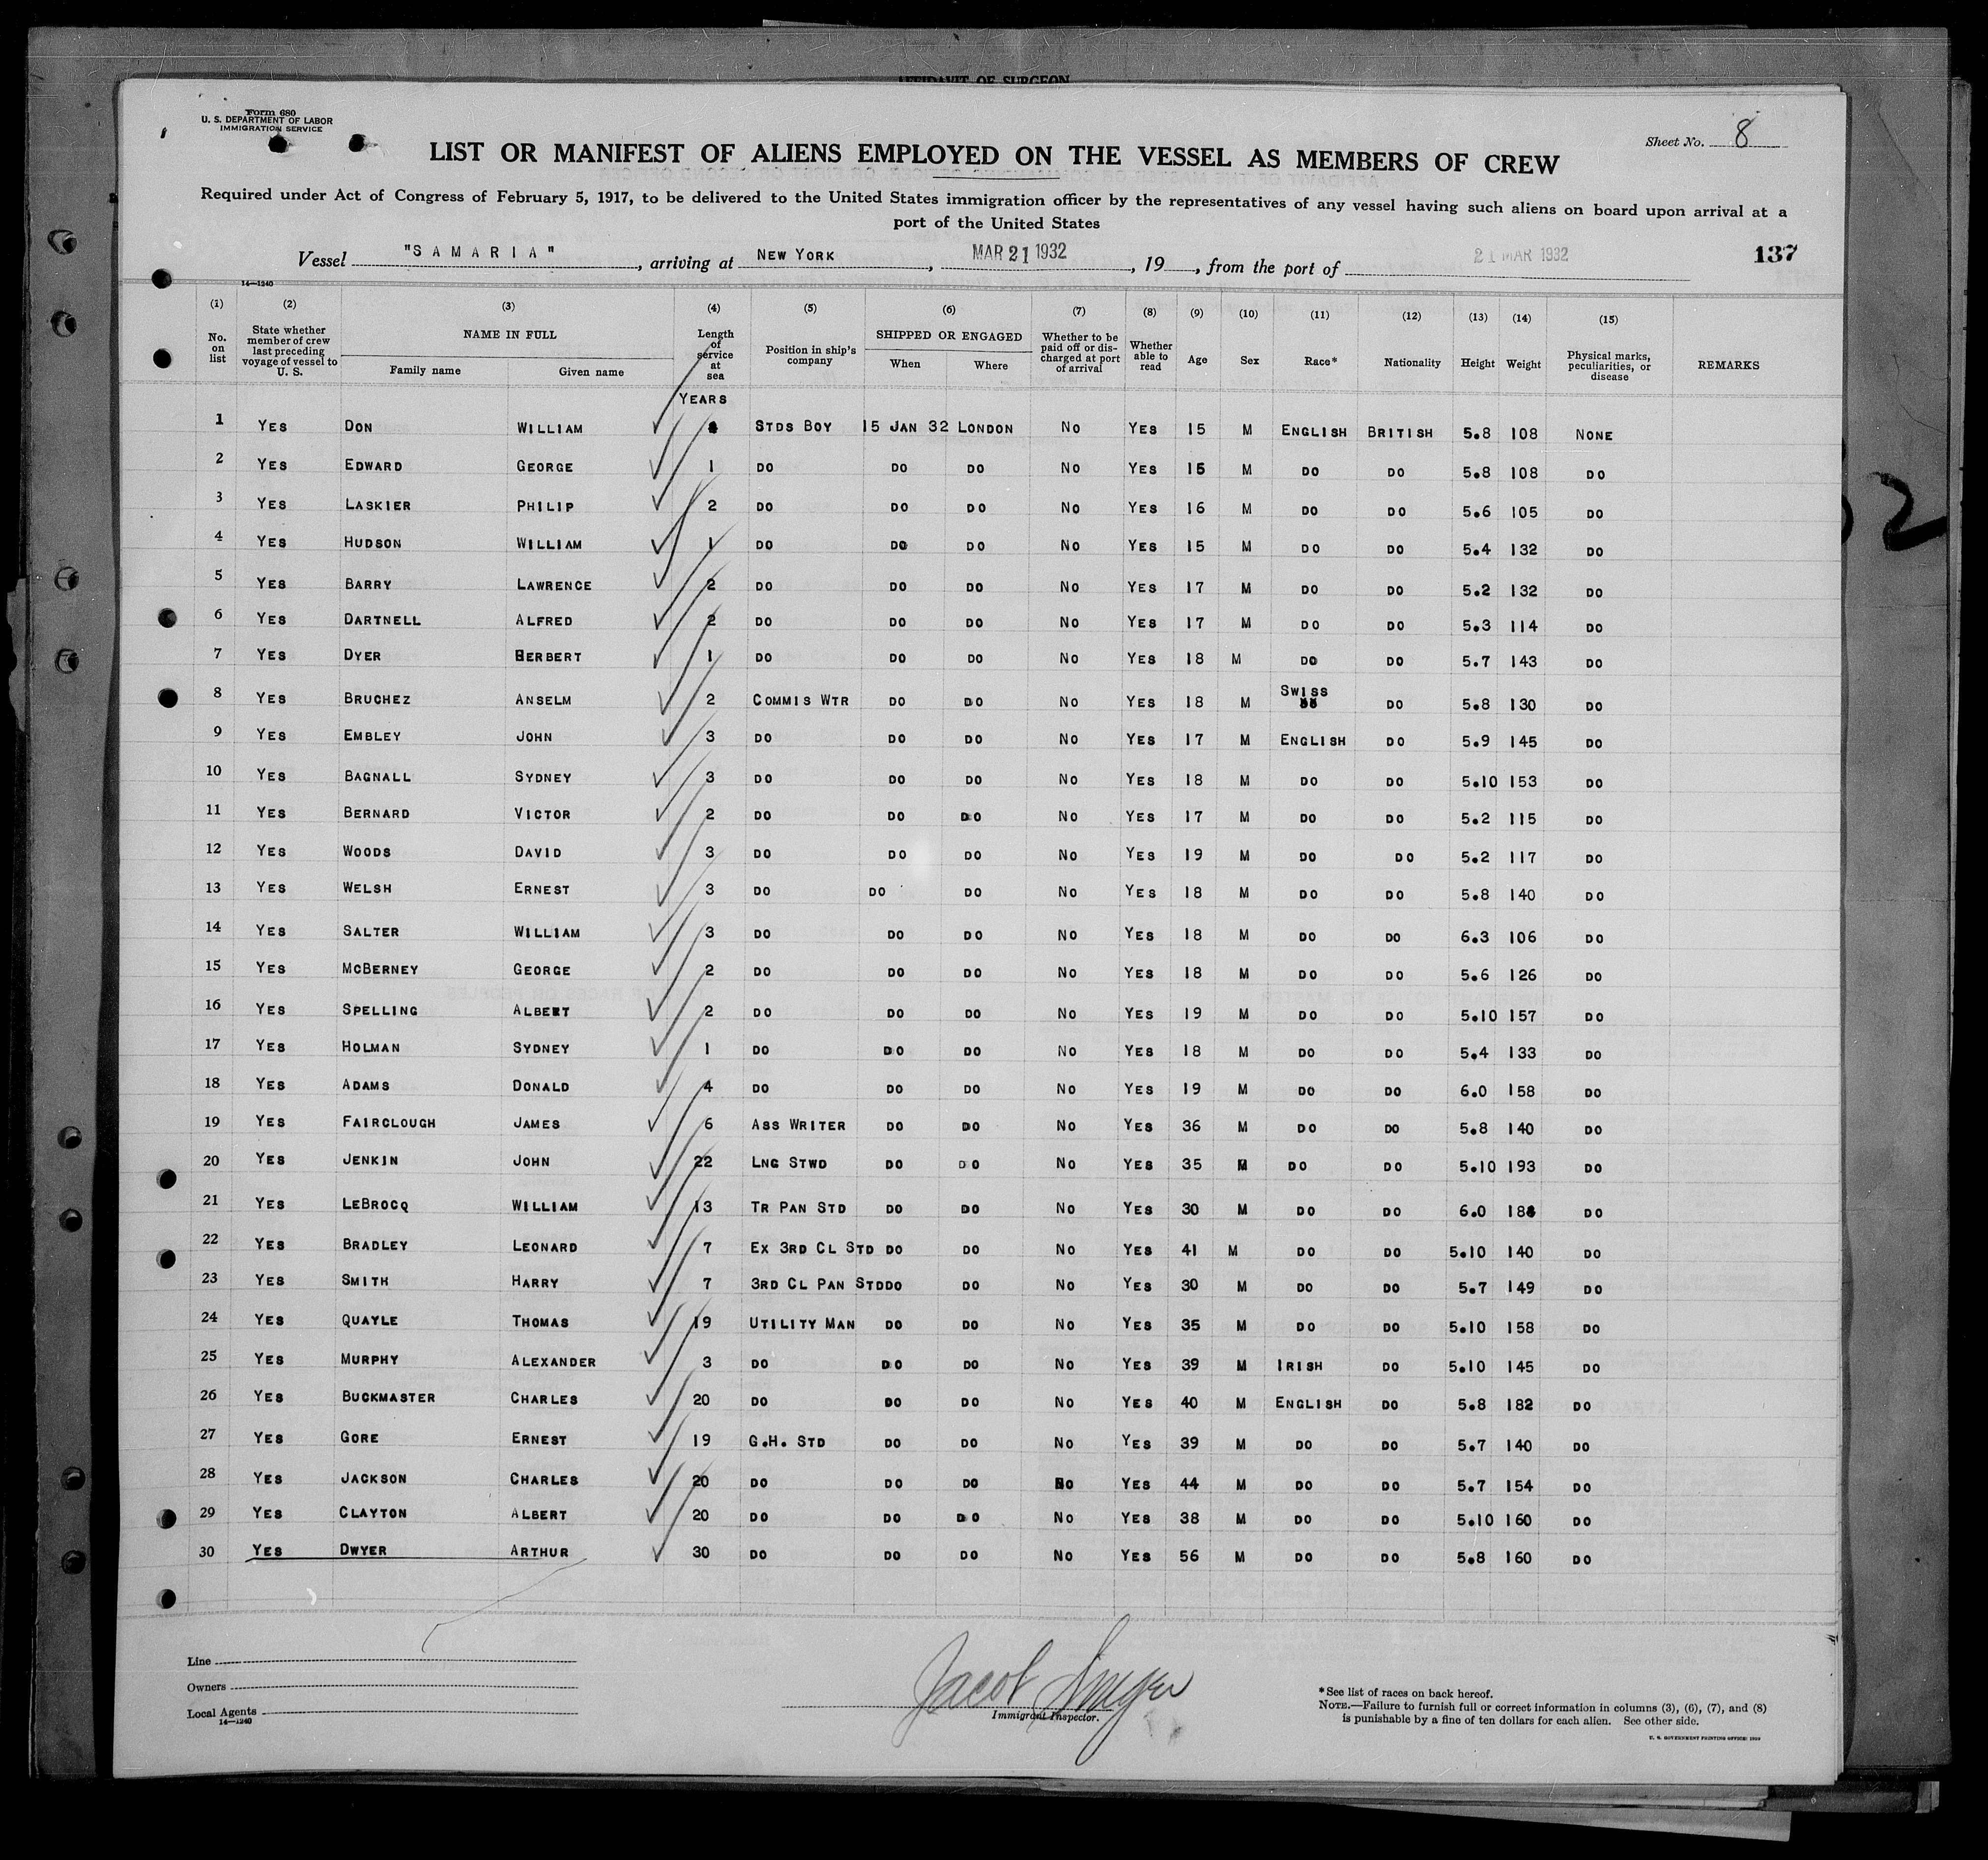 AFFIDAVIT OF SURGEON
Form 680
U. S. DEPARTMENT OF LABOR
IMMIGRATION SERVICE
Sheet No. 8
LIST OR MANIFEST OF ALIENS EMPLOYED ON THE VESSEL AS MEMBERS OF CREW
Required under Act of Congress of February 5, 1917, to be delivered to the United States immigration officer by the representatives of any vessel having such aliens on board upon arrival at a
port of the United States
Vessel "SAMARIA", arriving at NEW YORK, MAR 21 1932, 19, from the port of 21 MAR 1932 137
14—1240
(1) (2) (3) (4) (5) (6) (7) (8) (9) (10) (11) (12) (13) (14) (15)
No. on list State whether member of crew last preceding voyage of vessel to U. S. NAME IN FULL Family name Given name Length of service at sea Position in ship's company SHIPPED OR ENGAGED When Where Whether to be paid off or discharged at port of arrival Whether able to read Age Sex Race* Nationality Height Weight Physical marks, peculiarities, or disease REMARKS
YEARS
1 YES DON WILLIAM STDS BOY 15 JAN 32 LONDON NO YES 15 M ENGLISH BRITISH 5.8 108 NONE
2 YES EDWARD GEORGE 1 DO DO DO NO YES 15 M DO DO 5.8 108 DO
3 YES LASKIER PHILIP 2 DO DO DO NO YES 16 M DO DO 5.6 105 DO
4 YES HUDSON WILLIAM 1 DO DO DO NO YES 15 M DO DO 5.4 132 DO
5 YES BARRY LAWRENCE 2 DO DO DO NO YES 17 M DO DO 5.2 132 DO
6 YES DARTNELL ALFRED 2 DO DO DO NO YES 17 M DO DO 5.3 114 DO
7 YES DYER HERBERT 1 DO DO DO NO YES 18 M DO DO 5.7 143 DO
8 YES BRUCHEZ ANSELM 2 COMMIS WTR DO DO NO YES 18 M SWISS DO 5.8 130 DO
9 YES EMBLEY JOHN 3 DO DO DO NO YES 17 M ENGLISH DO 5.9 145 DO
10 YES BAGNALL SYDNEY 3 DO DO DO NO YES 18 M DO DO 5.10 153 DO
11 YES BERNARD VICTOR 2 DO DO DO NO YES 17 M DO DO 5.2 115 DO
12 YES WOODS DAVID 3 DO DO DO NO YES 19 M DO DO 5.2 117 DO
13 YES WELSH ERNEST 3 DO DO DO NO YES 18 M DO DO 5.8 140 DO
14 YES SALTER WILLIAM 3 DO DO DO NO YES 18 M DO DO 6.3 106 DO
15 YES MCBERNEY GEORGE 2 DO DO DO NO YES 18 M DO DO 5.6 126 DO
16 YES SPELLING ALBERT 2 DO DO DO NO YES 19 M DO DO 5.10 157 DO
17 YES HOLMAN SYDNEY 1 DO DO DO NO YES 18 M DO DO 5.4 133 DO
18 YES ADAMS DONALD 4 DO DO DO NO YES 19 M DO DO 6.0 158 DO
19 YES FAIRCLOUGH JAMES 6 ASS WRITER DO DO NO YES 36 M DO DO 5.8 140 DO
20 YES JENKIN JOHN 22 LNG STWD DO DO NO YES 35 M DO DO 5.10 193 DO
21 YES LEBROCQ WILLIAM 13 TR PAN STD DO DO NO YES 30 M DO DO 6.0 DO
22 YES BRADLEY LEONARD 7 EX 3RD CL STD DO DO NO YES 41 M DO DO 5.10 140 DO
23 YES SMITH HARRY 7 3RD CL PAN STD DO DO NO YES 30 M DO DO 5.7 149 DO
24 YES QUAYLE THOMAS 19 UTILITY MAN DO DO NO YES 35 M DO DO 5.10 158 DO
25 YES MURPHY ALEXANDER 3 DO DO DO NO YES 39 M IRISH DO 5.10 145 DO
26 YES BUCKMASTER CHARLES 20 DO DO DO NO YES 40 M ENGLISH DO 5.8 182 DO
27 YES GORE ERNEST 19 G.H. STD DO DO NO YES 39 M DO DO 5.7 140 DO
28 YES JACKSON CHARLES 20 DO DO DO NO YES 44 M DO DO 5.7 154 DO
29 YES CLAYTON ALBERT 20 DO DO DO NO YES 38 M DO DO 5.10 160 DO
30 YES DWYER ARTHUR 30 DO DO DO NO YES 56 M DO DO 5.8 160 DO
Line
Owners
Local Agents
14—1240
Jacob
Immigrant Inspector.
*See list of races on back hereof.
NOTE.—Failure to furnish full or correct information in columns (3), (6), (7), and (8)
is punishable by a fine of ten dollars for each alien. See other side.